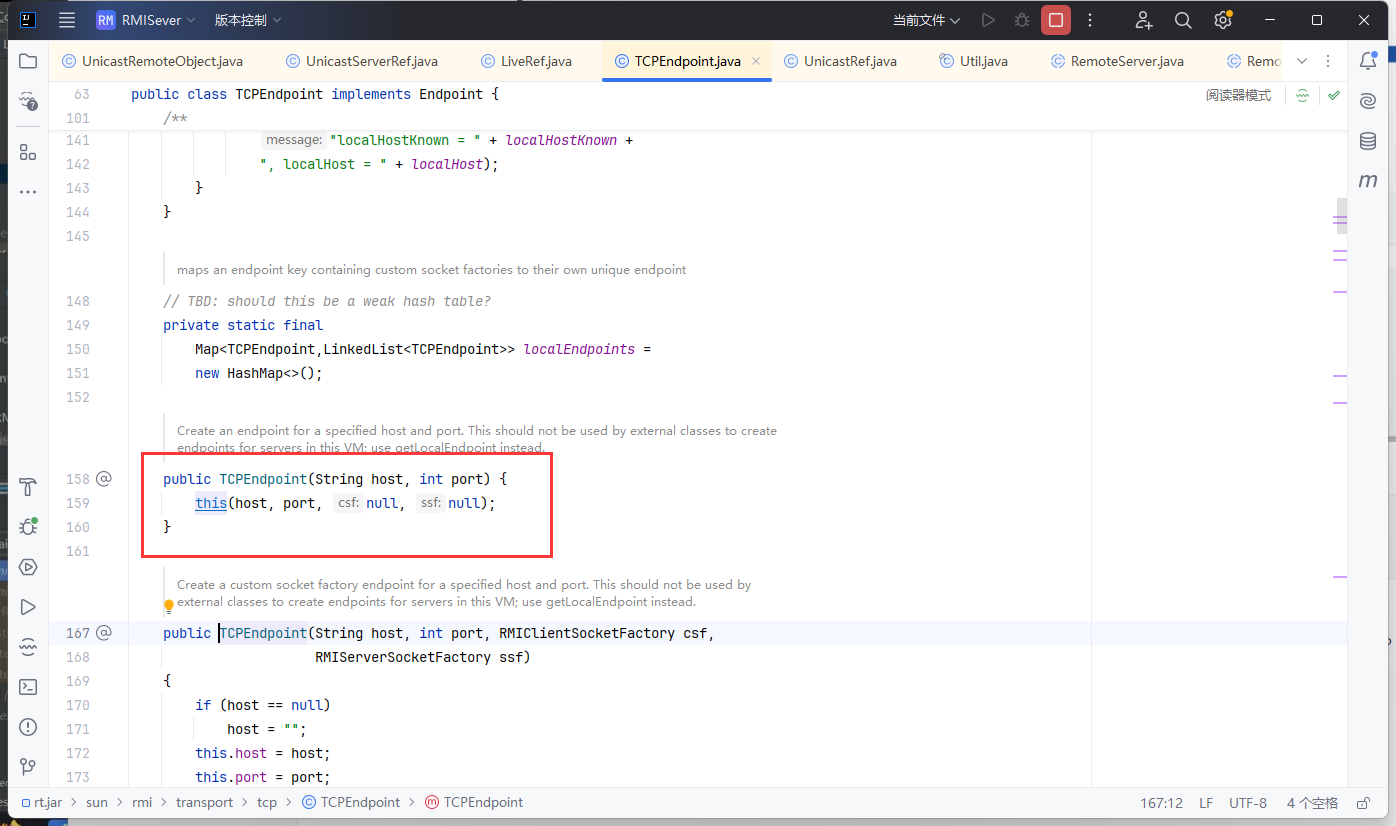 RM RMISever 版本控制 当前文件
UnicastRemoteObject.java UnicastServerRef.java LiveRef.java TCPEndpoint.java UnicastRef.java Util.java RemoteServer.java Remo
63 public class TCPEndpoint implements Endpoint {
阅读器模式
101 /**
141 message: "localHostKnown = " + localHostKnown +
142 ", localHost = " + localHost);
143 }
144 }
145
maps an endpoint key containing custom socket factories to their own unique endpoint
148 // TBD: should this be a weak hash table?
149 private static final
150 Map<TCPEndpoint,LinkedList<TCPEndpoint>> localEndpoints =
151 new HashMap<>();
152
Create an endpoint for a specified host and port. This should not be used by external classes to create
endpoints for servers in this VM; use getLocalEndpoint instead.
158 public TCPEndpoint(String host, int port) {
159 this(host, port, csf: null, ssf: null);
160 }
161
Create a custom socket factory endpoint for a specified host and port. This should not be used by
external classes to create endpoints for servers in this VM; use getLocalEndpoint instead.
167 public TCPEndpoint(String host, int port, RMIClientSocketFactory csf,
168 RMIServerSocketFactory ssf)
169 {
170 if (host == null)
171 host = "";
172 this.host = host;
173 this.port = port;
rt.jar > sun > rmi > transport > tcp > TCPEndpoint > TCPEndpoint 167:12 LF UTF-8 4 个空格